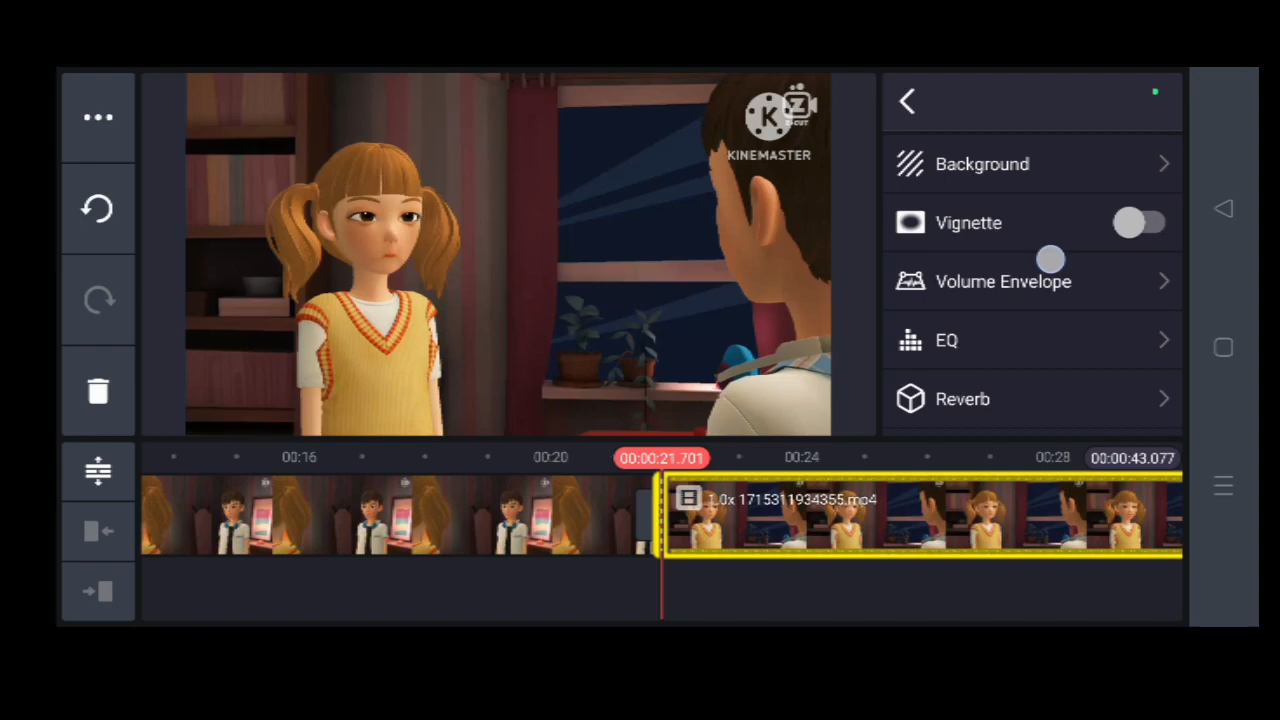 Z-CUT
KINEMASTER
Background
Vignette
Volume Envelope
EQ
Reverb
00:16
00:20
00:00:21.701
00:24
00:28
00:00:43.077
1.0x 1715311934355.mp4